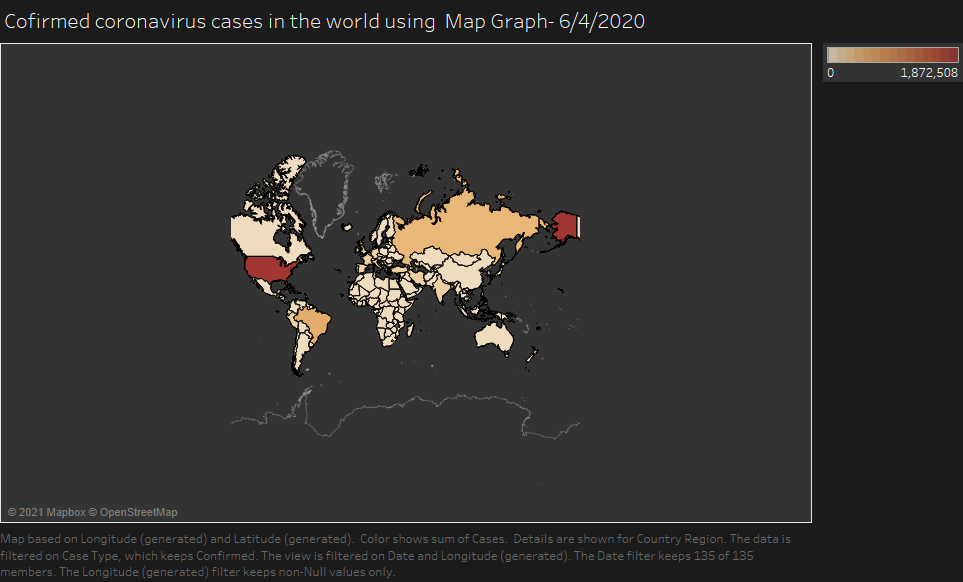 Cofirmed coronavirus cases in the world using  Map Graph- 6/4/2020
0 1,872,508
© 2021 Mapbox © OpenStreetMap
Map based on Longitude (generated) and Latitude (generated).  Color shows sum of Cases.  Details are shown for Country Region. The data is
filtered on Case Type, which keeps Confirmed. The view is filtered on Date and Longitude (generated). The Date filter keeps 135 of 135
members. The Longitude (generated) filter keeps non-Null values only.